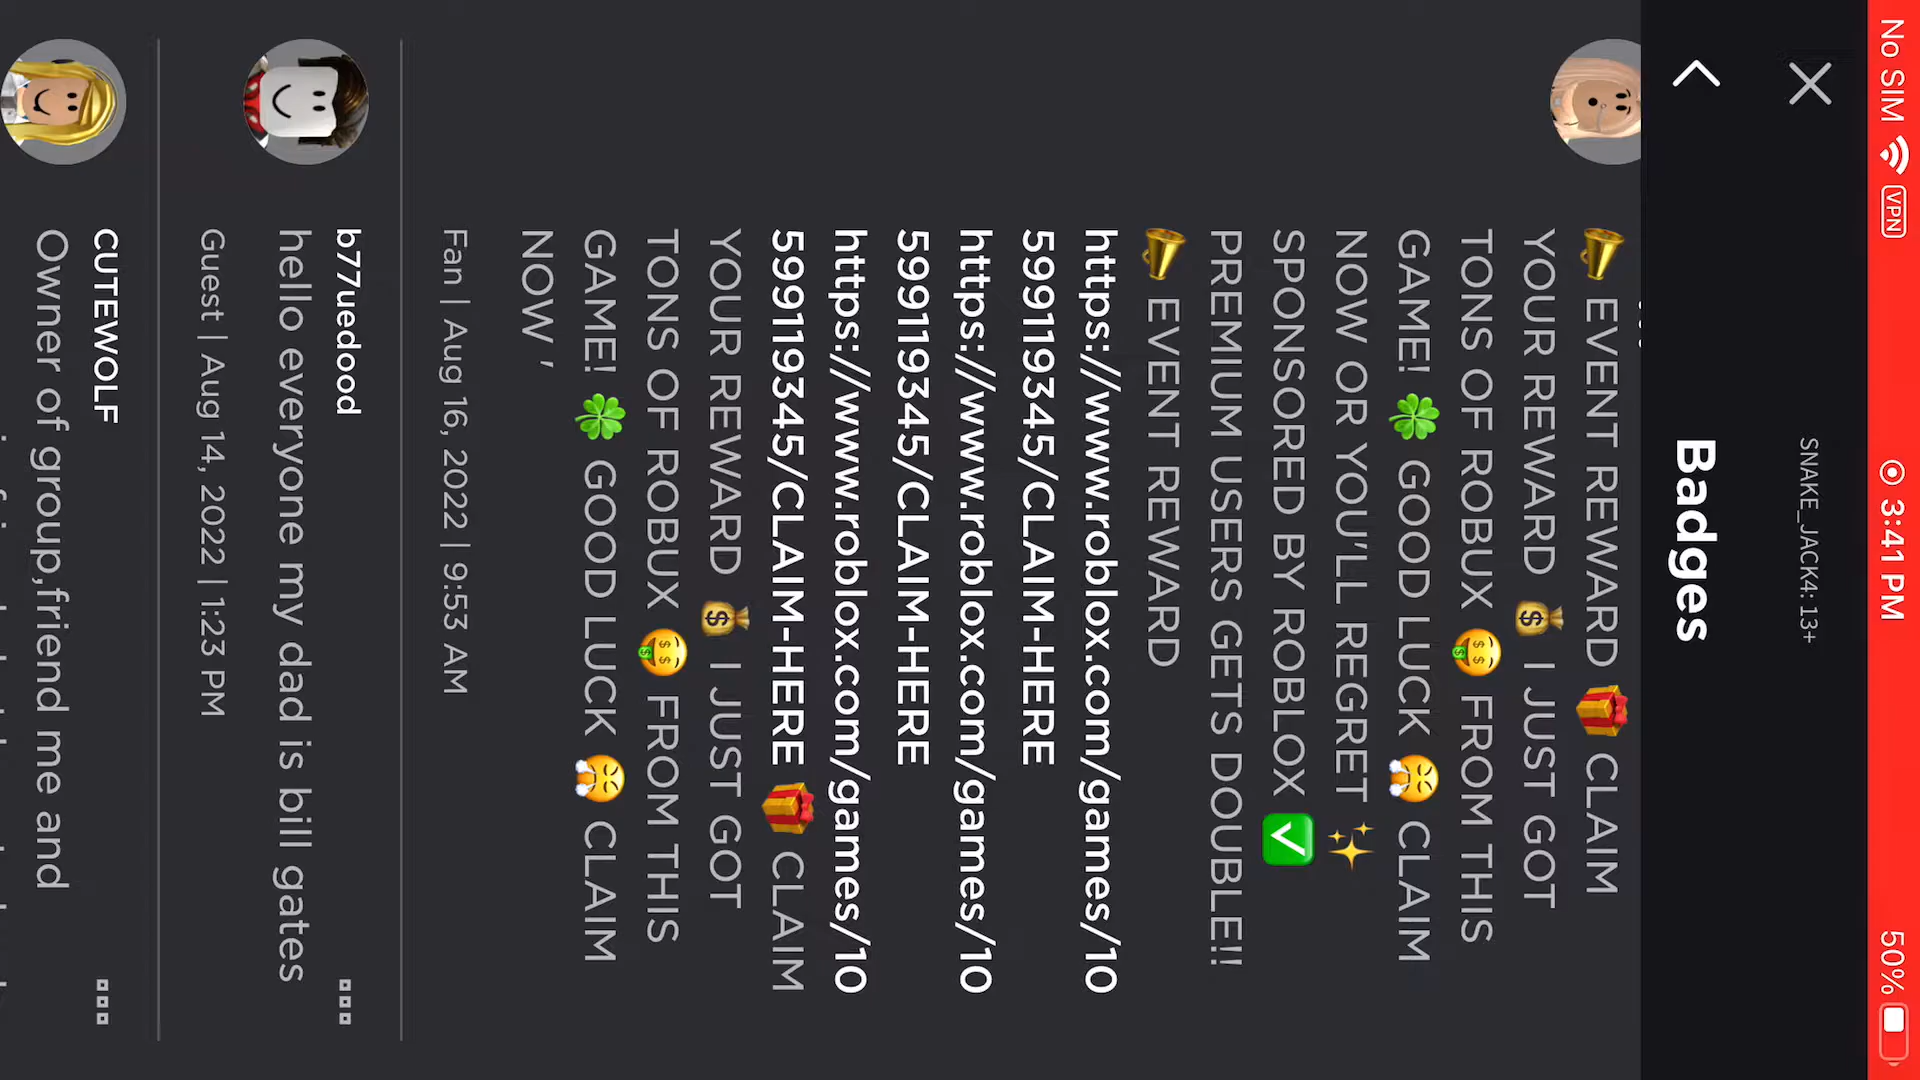 No SIM VPN 3:41 PM 50%
SNAKE_JACK4: 13+
Badges
EVENT REWARD 🎁 CLAIM
YOUR REWARD 💰 I JUST GOT
TONS OF ROBUX 🤑 FROM THIS
GAME! 🍀 GOOD LUCK 😤 CLAIM
NOW OR YOU'LL REGRET ✨
SPONSORED BY ROBLOX ✅
PREMIUM USERS GETS DOUBLE!!
EVENT REWARD
https://www.roblox.com/games/10
599119345/CLAIM-HERE
https://www.roblox.com/games/10
599119345/CLAIM-HERE
https://www.roblox.com/games/10
599119345/CLAIM-HERE 🎁 CLAIM
YOUR REWARD 💰 I JUST GOT
TONS OF ROBUX 🤑 FROM THIS
GAME! 🍀 GOOD LUCK 😤 CLAIM
NOW '
Fan | Aug 16, 2022 | 9:53 AM
b77uedood
hello everyone my dad is bill gates
Guest | Aug 14, 2022 | 1:23 PM
CUTEWOLF
Owner of group,friend me and